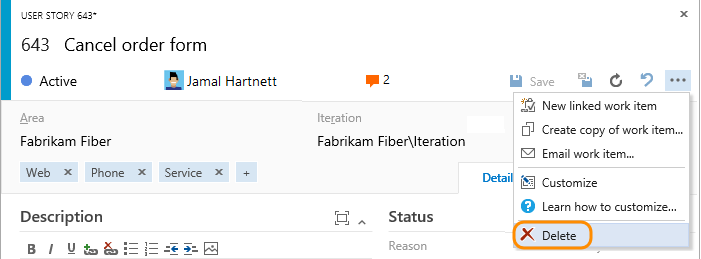 USER STORY 643*
643 Cancel order form
Active Jamal Hartnett 2 Save
Area Iteration
Fabrikam Fiber Fabrikam Fiber\Iteration
Web Phone Service +
Detail
New linked work item
Create copy of work item...
Email work item...
Customize
Learn how to customize...
Delete
Description Status
B I U Reason